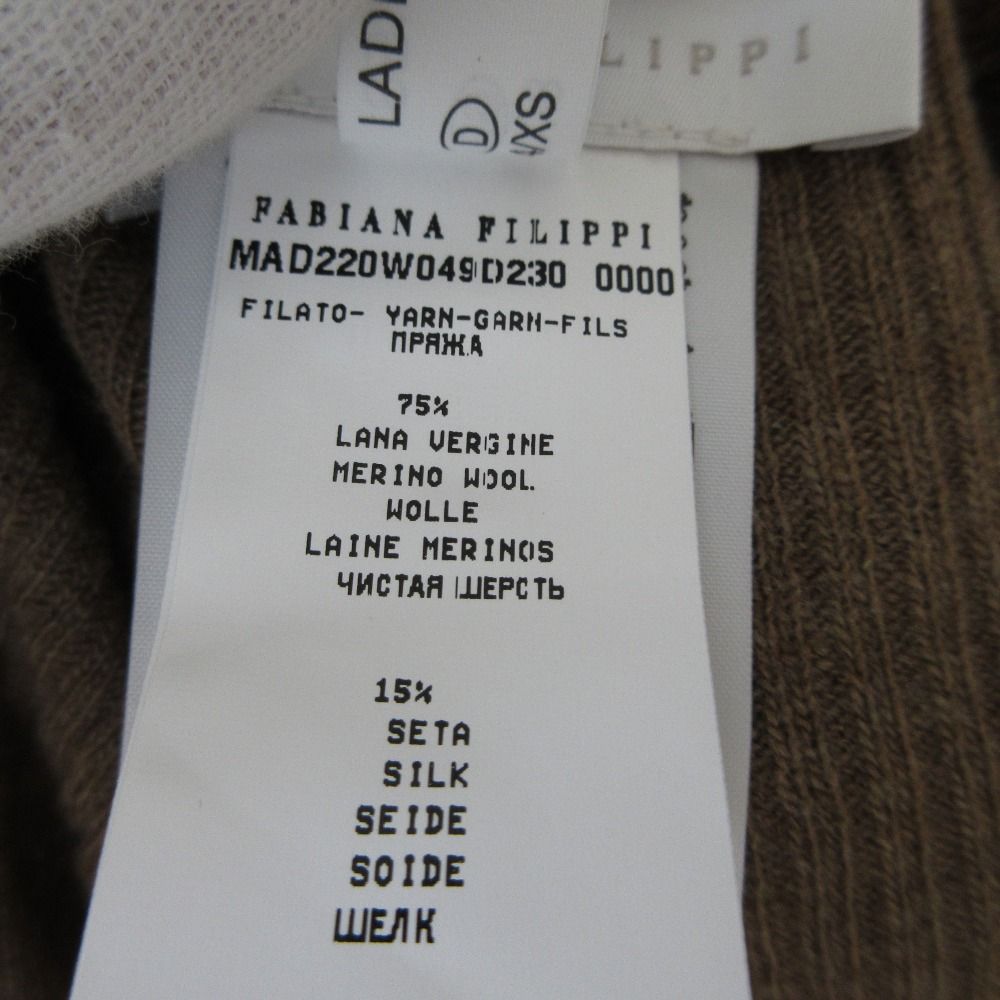 XS
FABIANA FILIPPI
MAD220W049D230 0000
FILATO- YARN-GARN-FILS
ПРЯЖА
75%
LANA VERGINE
MERINO WOOL
WOLLE
LAINE MERINOS
ЧИСТАЯ ШЕРСТЬ
15%
SETA
SILK
SEIDE
SOIDE
ШЕЛК